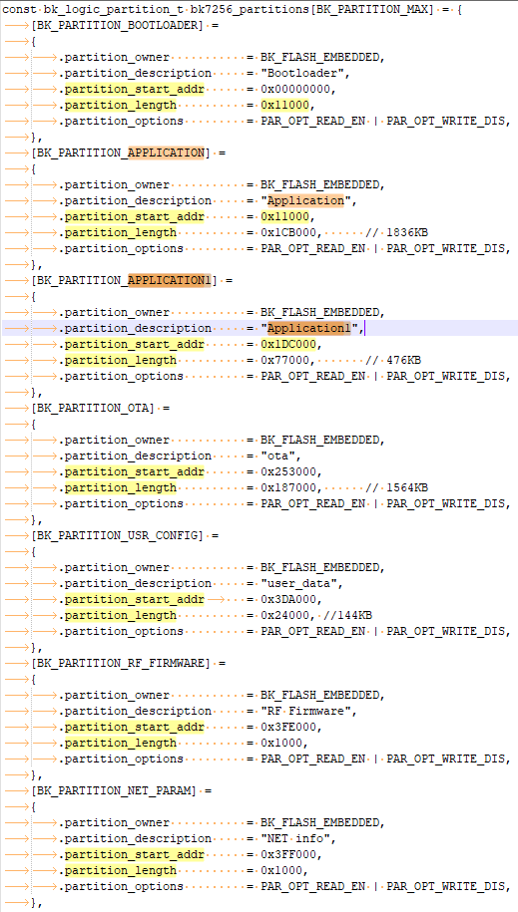 const bk_logic_partition_t bk7256_partitions[BK_PARTITION_MAX] = {
[BK_PARTITION_BOOTLOADER] =
{
.partition_owner = BK_FLASH_EMBEDDED,
.partition_description = "Bootloader",
.partition_start_addr = 0x00000000,
.partition_length = 0x11000,
.partition_options = PAR_OPT_READ_EN | PAR_OPT_WRITE_DIS,
},
[BK_PARTITION_APPLICATION] =
{
.partition_owner = BK_FLASH_EMBEDDED,
.partition_description = "Application",
.partition_start_addr = 0x11000,
.partition_length = 0x1CB000, // 1836KB
.partition_options = PAR_OPT_READ_EN | PAR_OPT_WRITE_DIS,
},
[BK_PARTITION_APPLICATION1] =
{
.partition_owner = BK_FLASH_EMBEDDED,
.partition_description = "Application1",
.partition_start_addr = 0x1DC000,
.partition_length = 0x77000, // 476KB
.partition_options = PAR_OPT_READ_EN | PAR_OPT_WRITE_DIS,
},
[BK_PARTITION_OTA] =
{
.partition_owner = BK_FLASH_EMBEDDED,
.partition_description = "ota",
.partition_start_addr = 0x253000,
.partition_length = 0x187000, // 1564KB
.partition_options = PAR_OPT_READ_EN | PAR_OPT_WRITE_DIS,
},
[BK_PARTITION_USR_CONFIG] =
{
.partition_owner = BK_FLASH_EMBEDDED,
.partition_description = "user_data",
.partition_start_addr = 0x3DA000,
.partition_length = 0x24000, //144KB
.partition_options = PAR_OPT_READ_EN | PAR_OPT_WRITE_DIS,
},
[BK_PARTITION_RF_FIRMWARE] =
{
.partition_owner = BK_FLASH_EMBEDDED,
.partition_description = "RF Firmware",
.partition_start_addr = 0x3FE000,
.partition_length = 0x1000,
.partition_options = PAR_OPT_READ_EN | PAR_OPT_WRITE_DIS,
},
[BK_PARTITION_NET_PARAM] =
{
.partition_owner = BK_FLASH_EMBEDDED,
.partition_description = "NET info",
.partition_start_addr = 0x3FF000,
.partition_length = 0x1000,
.partition_options = PAR_OPT_READ_EN | PAR_OPT_WRITE_DIS,
},